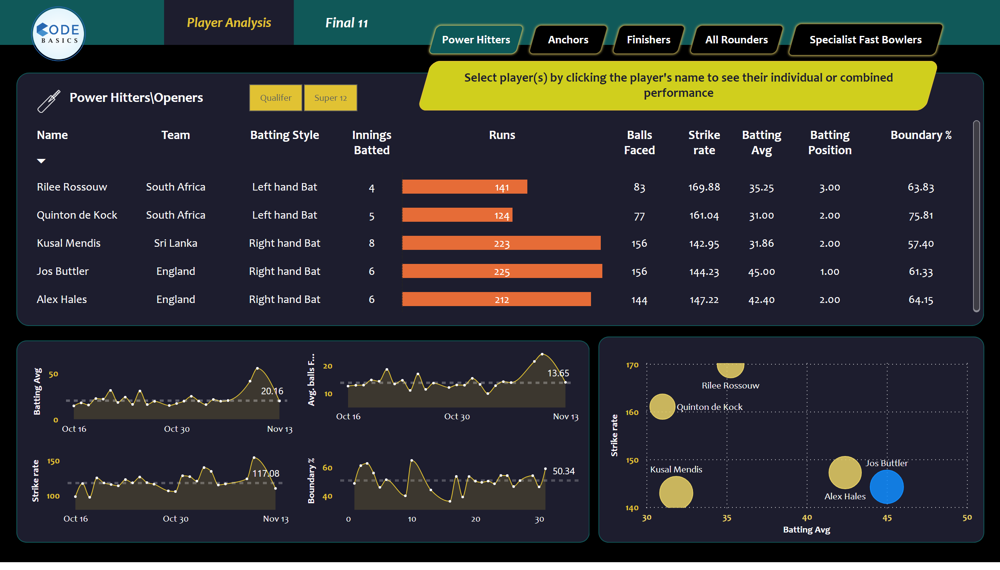 CODE
BASICS
Player Analysis
Final 11
Power Hitters
Anchors
Finishers
All Rounders
Specialist Fast Bowlers
Select player(s) by clicking the player's name to see their individual or combined
performance
Power Hitters\Openers
Qualifer
Super 12
Name Team Batting Style Innings Batted Runs Balls Faced Strike rate Batting Avg Batting Position Boundary %
Rilee Rossouw South Africa Left hand Bat 4 141 83 169.88 35.25 3.00 63.83
Quinton de Kock South Africa Left hand Bat 5 124 77 161.04 31.00 2.00 75.81
Kusal Mendis Sri Lanka Right hand Bat 8 223 156 142.95 31.86 2.00 57.40
Jos Buttler England Right hand Bat 6 225 156 144.23 45.00 1.00 61.33
Alex Hales England Right hand Bat 6 212 144 147.22 42.40 2.00 64.15
Batting Avg
50
0
20.16
Oct 16 Oct 30 Nov 13
Avg. balls F...
20
10
13.65
Oct 16 Oct 30 Nov 13
Strike rate
150
100
117.08
Oct 16 Oct 30 Nov 13
Boundary %
60
40
50.34
0 10 20 30
Strike rate
170
160
150
140
Rilee Rossouw
Quinton de Kock
Jos Buttler
Kusal Mendis
Alex Hales
30 35 40 45 50
Batting Avg